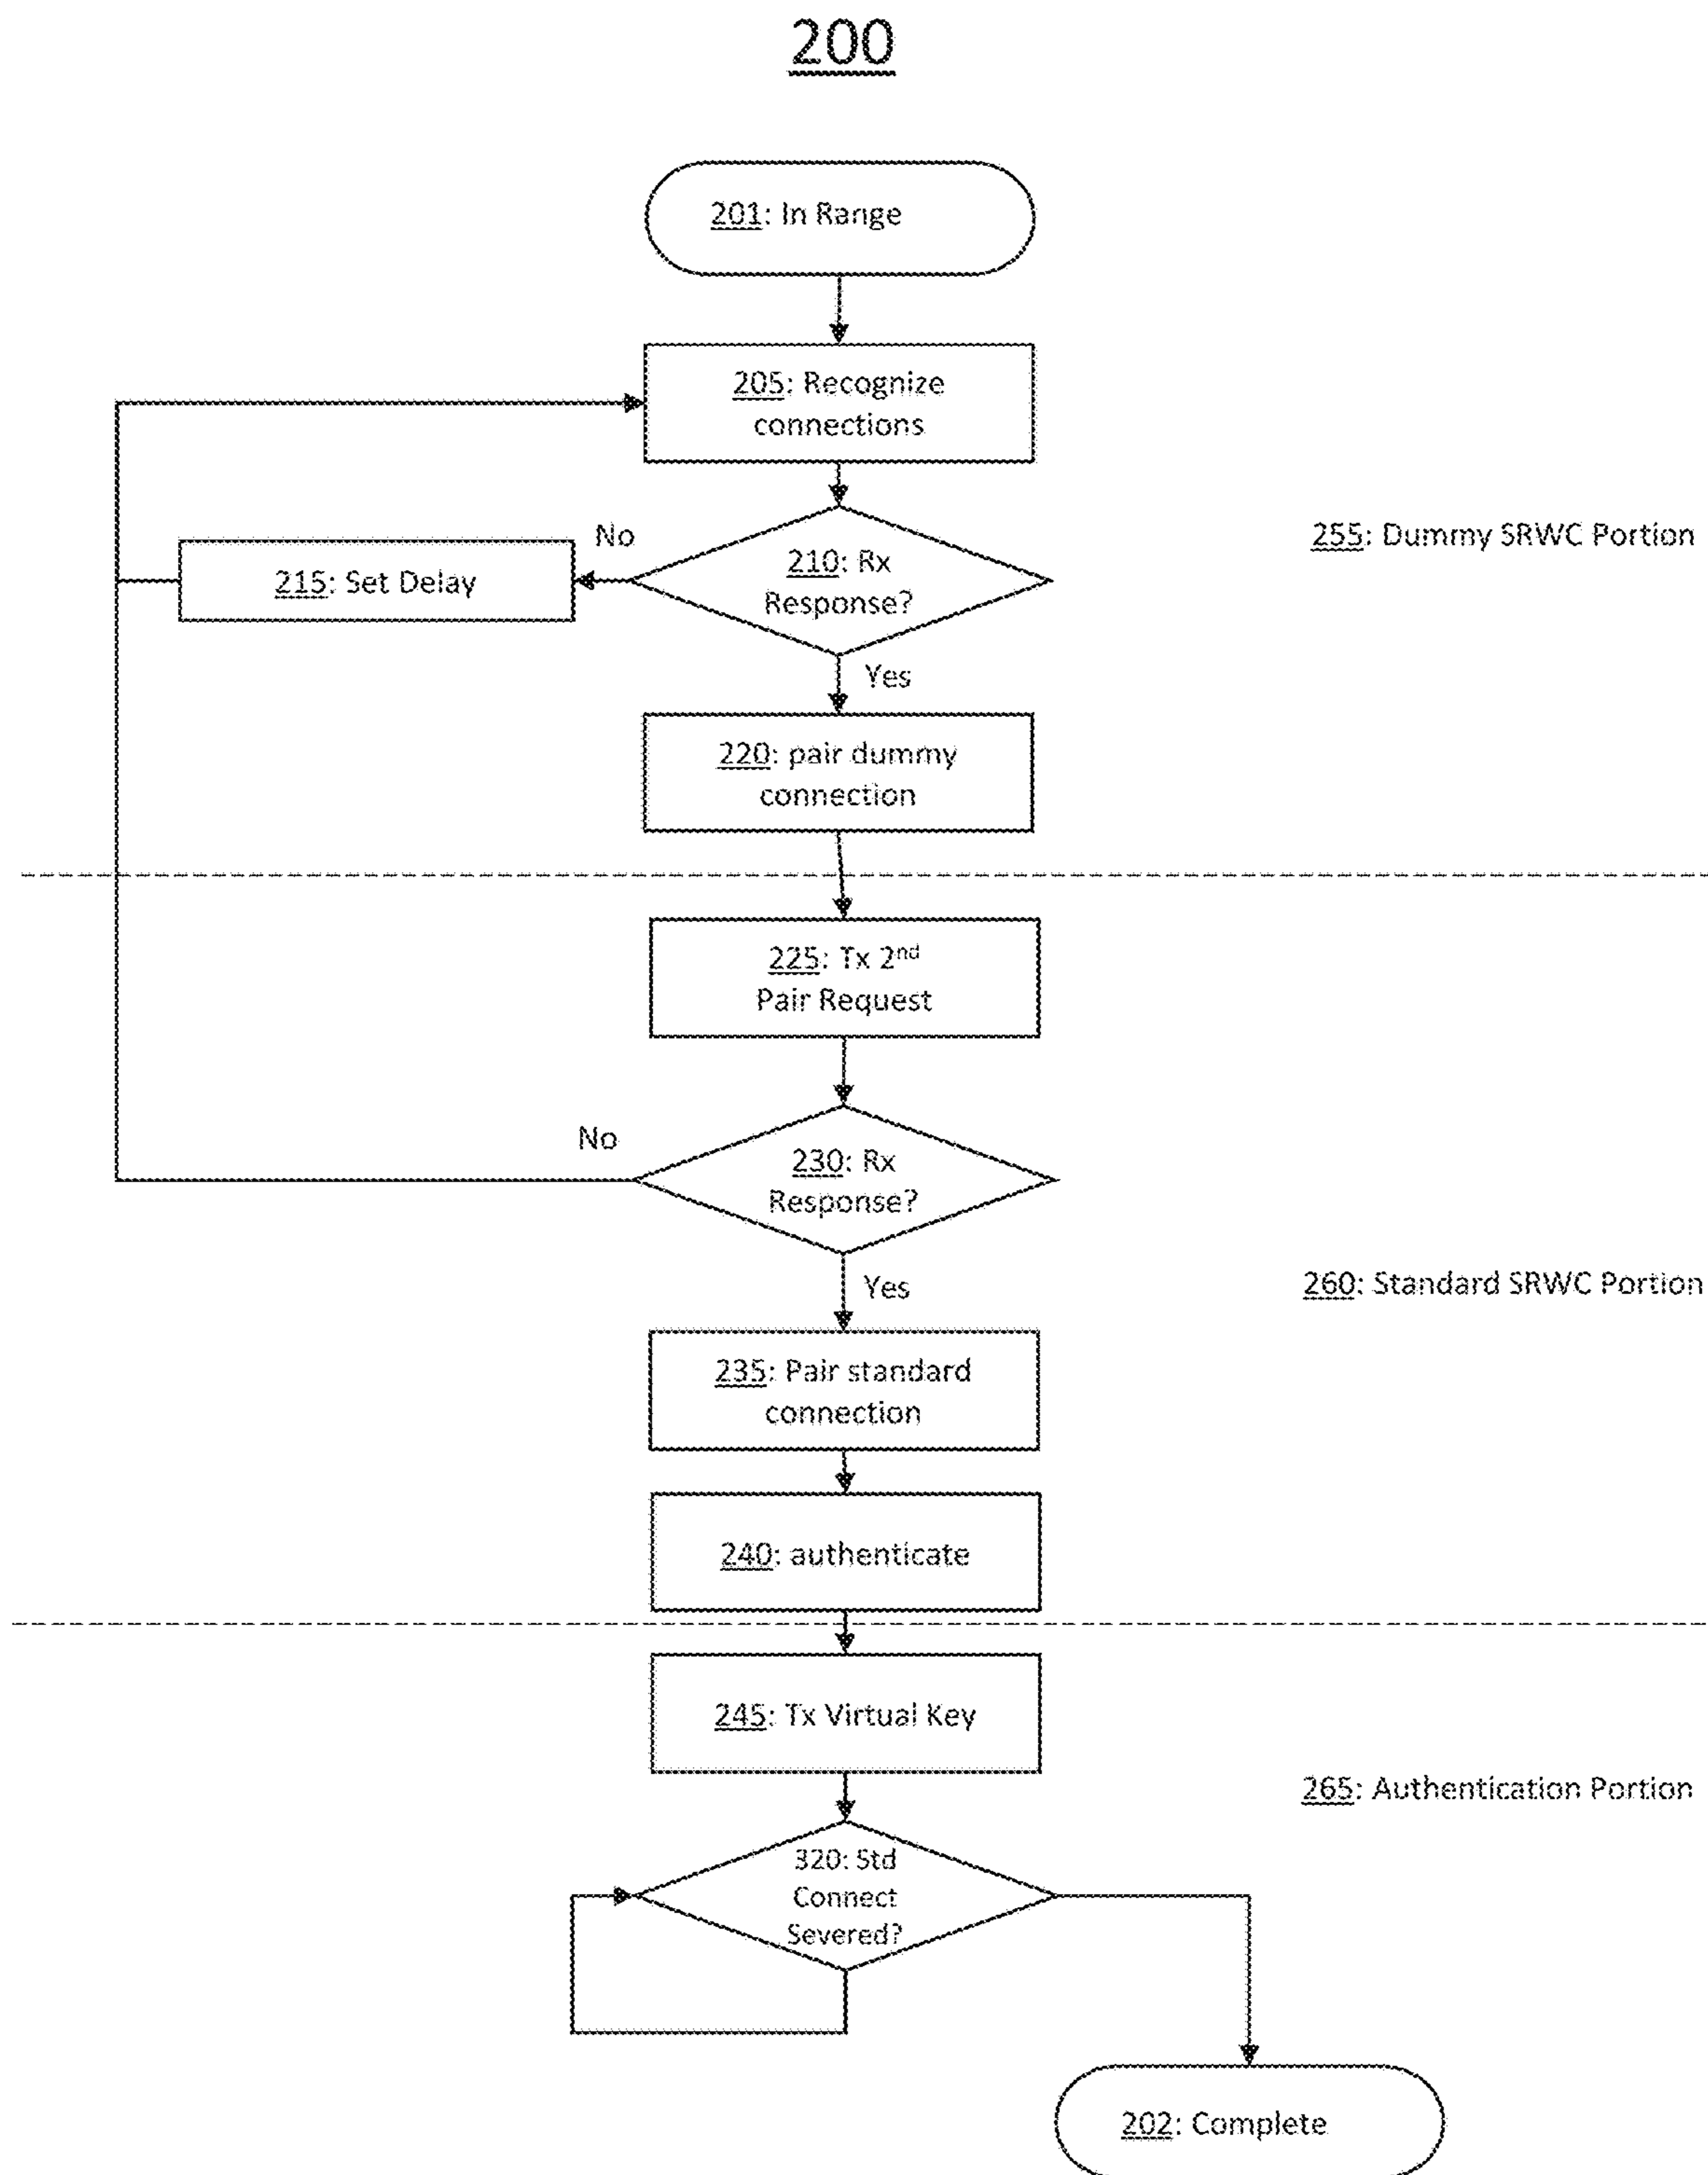 200
201: In Range
205: Recognize
connections
No
210: Rx
Response?
215: Set Delay
255: Dummy SRWC Portion
Yes
220: pair dummy
connection
225: Tx 2nd
Pair Request
No
230: Rx
Response?
Yes
260: Standard SRWC Portion
235: Pair standard
connection
240: authenticate
245: Tx Virtual Key
265: Authentication Portion
320: Std
Connect
Severed?
202: Complete